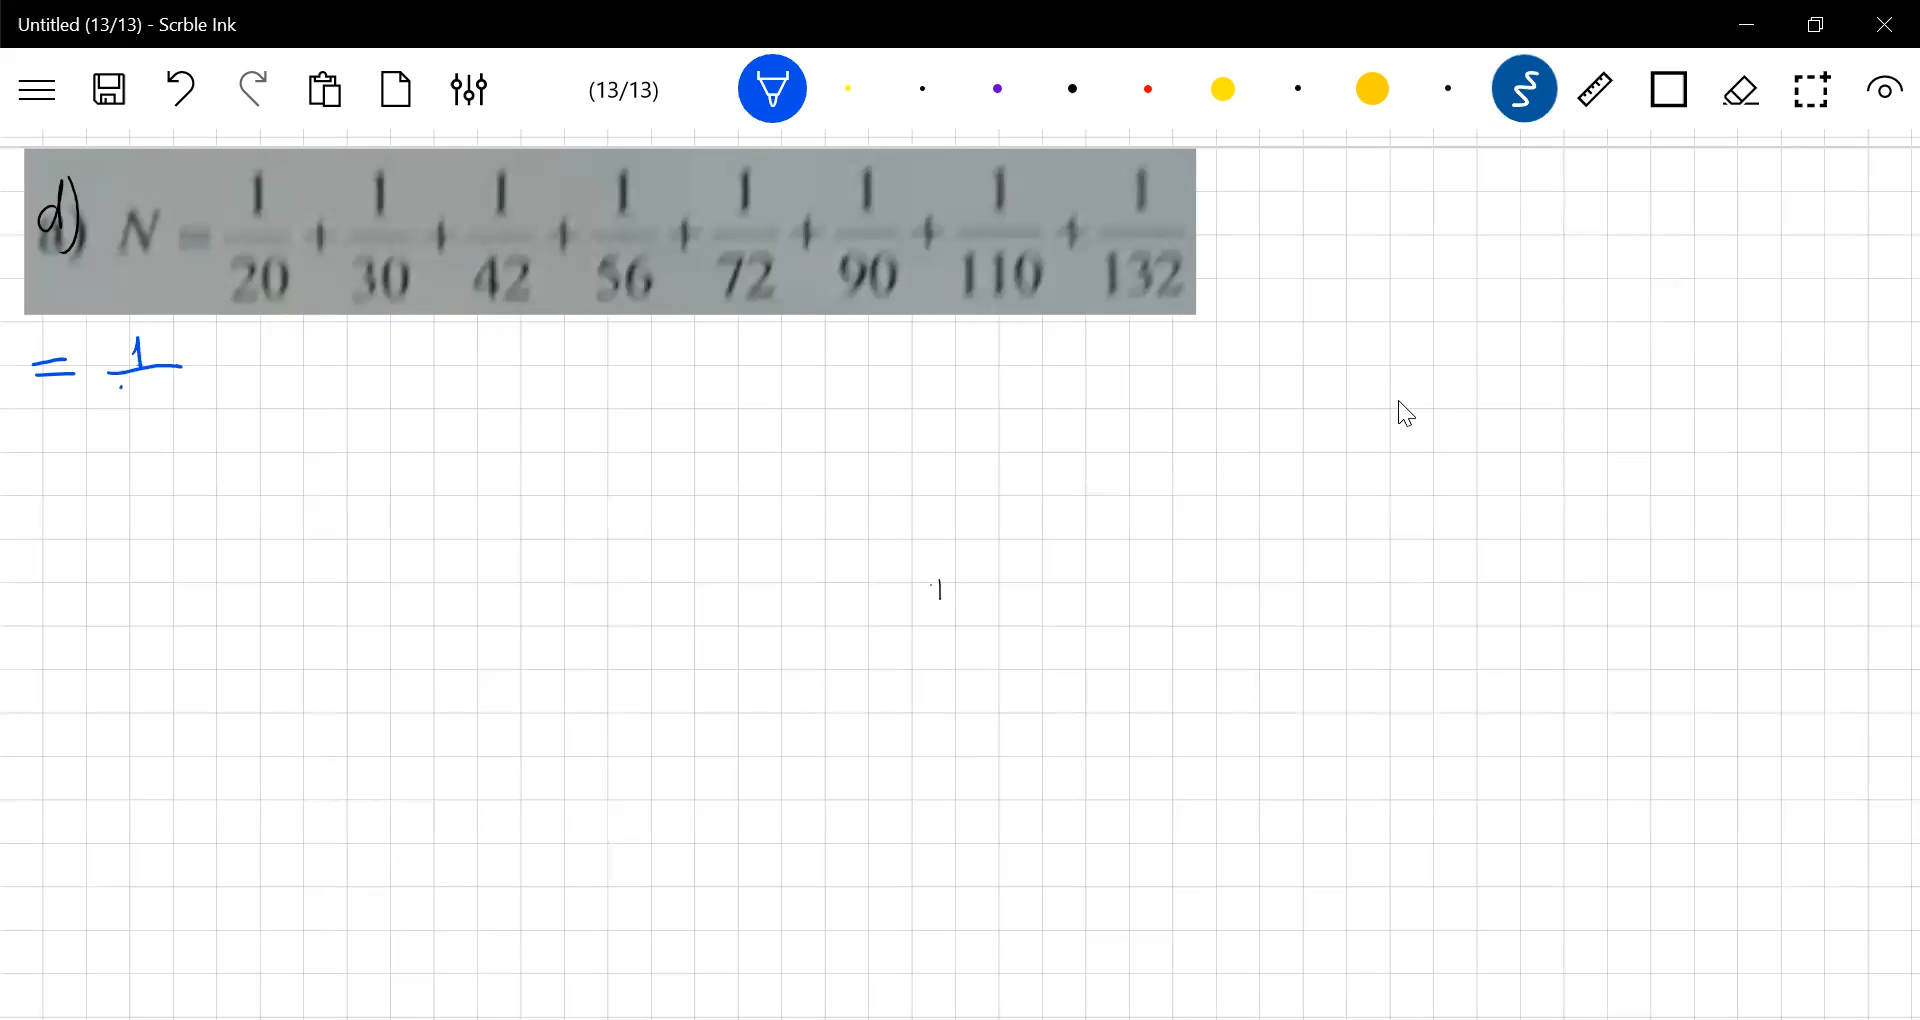 Untitled (13/13) - Scrble Ink
(13/13)
d) N = 1/20 + 1/30 + 1/42 + 1/56 + 1/72 + 1/90 + 1/110 + 1/132
= 1
1